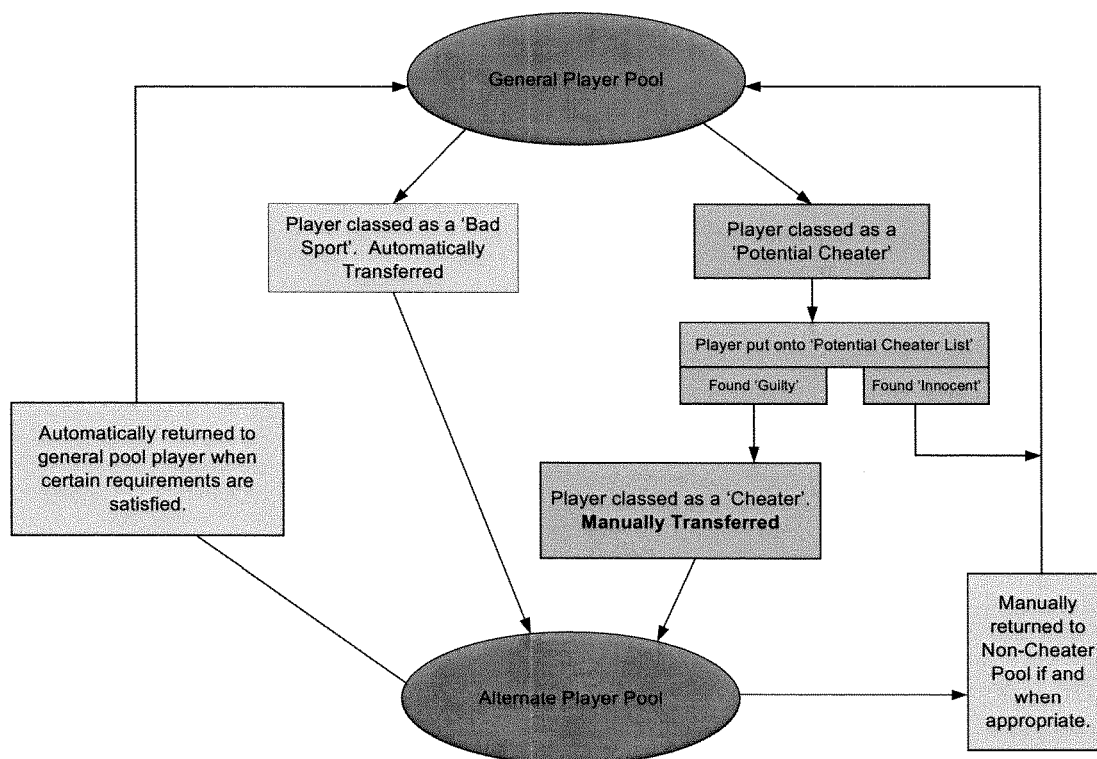 General Player Pool
Player classed as a ‘Bad
Sport’. Automatically
Transferred
Player classed as a
‘Potential Cheater’
Player put onto ‘Potential Cheater List’
Found ‘Guilty’
Found ‘Innocent’
Automatically returned to
general pool player when
certain requirements are
satisfied.
Player classed as a ‘Cheater’.
Manually Transferred
Manually
returned to
Non-Cheater
Pool if and
when
appropriate.
Alternate Player Pool